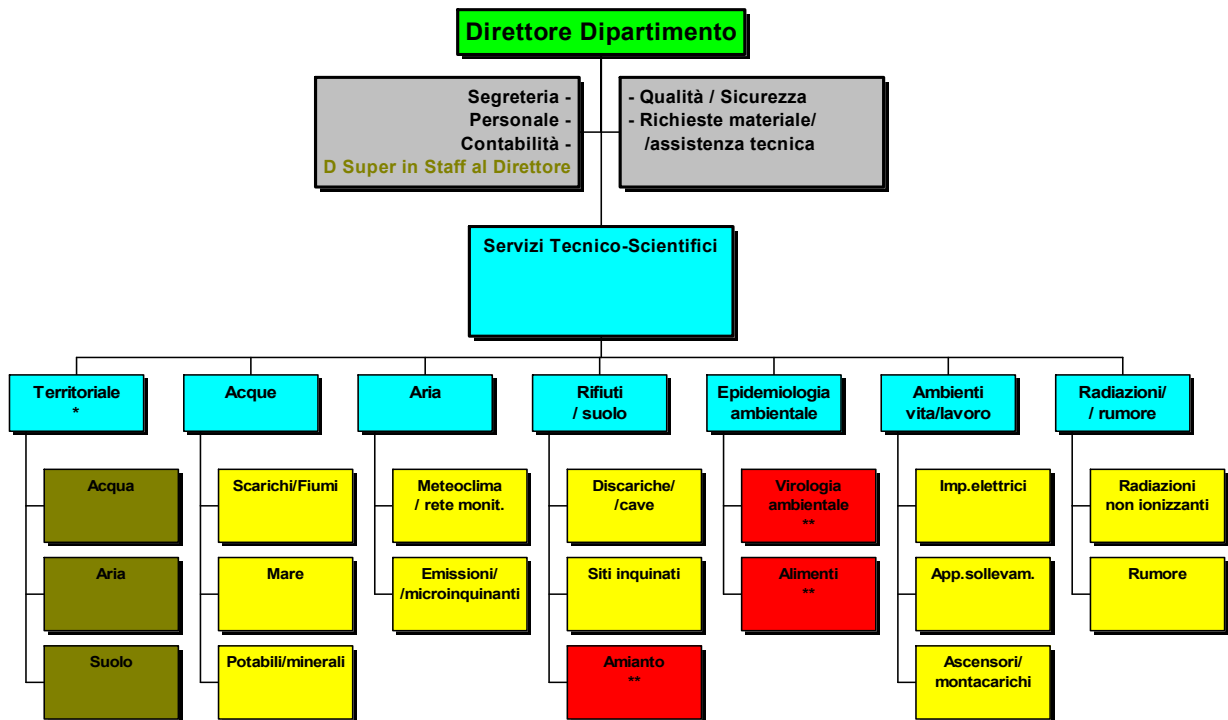 Direttore Dipartimento
Segreteria -
Personale -
Contabilità -
D Super in Staff al Direttore
- Qualità / Sicurezza
- Richieste materiale/
/assistenza tecnica
Servizi Tecnico-Scientifici
Territoriale
*
Acque
Aria
Rifiuti
/ suolo
Epidemiologia
ambientale
Ambienti
vita/lavoro
Radiazioni/
/ rumore
Acqua
Aria
Suolo
Scarichi/Fiumi
Mare
Potabili/minerali
Meteoclima
/ rete monit.
Emissioni/
/microinquinanti
Discariche/
/cave
Siti inquinati
Amianto
**
Virologia
ambientale
**
Alimenti
**
Imp.elettrici
App.sollevam.
Ascensori/
montacarichi
Radiazioni
non ionizzanti
Rumore